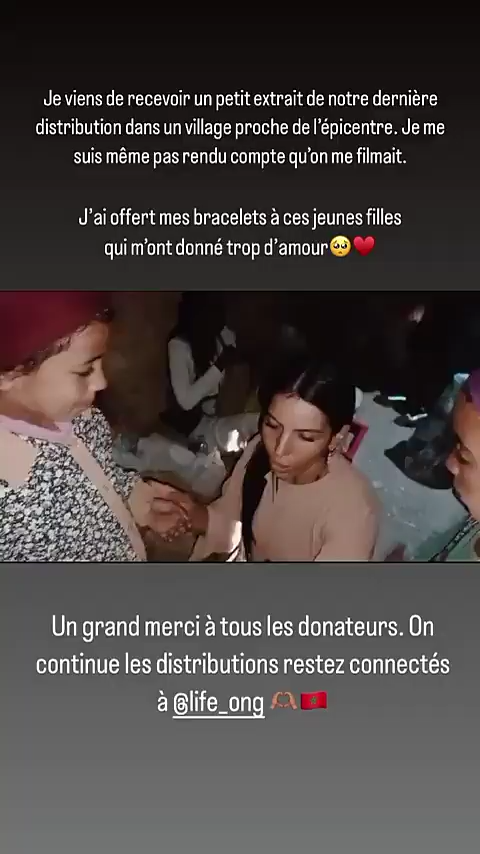 Je viens de recevoir un petit extrait de notre dernière
distribution dans un village proche de l'épicentre. Je me
suis même pas rendu compte qu'on me filmait.
J'ai offert mes bracelets à ces jeunes filles
qui m'ont donné trop d'amour🥺♥️
Un grand merci à tous les donateurs. On
continue les distributions restez connectés
à @life_ong 🫶🏽🇲🇦